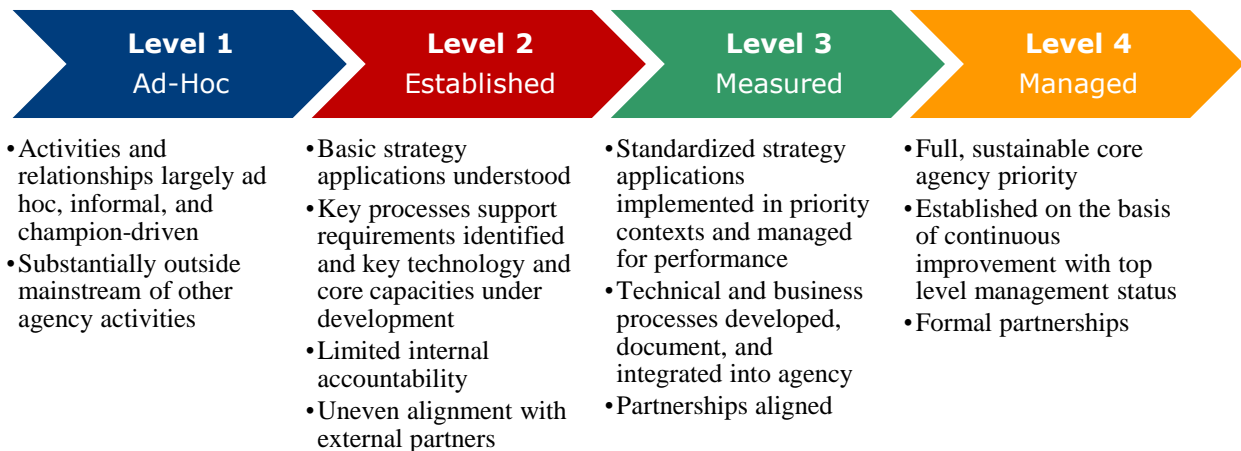 Level 1
Ad-Hoc
Level 2
Established
Level 3
Measured
Level 4
Managed
•Activities and
relationships largely ad
hoc, informal, and
champion-driven
•Substantially outside
mainstream of other
agency activities
•Basic strategy
applications understood
•Key processes support
requirements identified
and key technology and
core capacities under
development
•Limited internal
accountability
•Uneven alignment with
external partners
•Standardized strategy
applications
implemented in priority
contexts and managed
for performance
•Technical and business
processes developed,
document, and
integrated into agency
•Partnerships aligned
•Full, sustainable core
agency priority
•Established on the basis
of continuous
improvement with top
level management status
•Formal partnerships